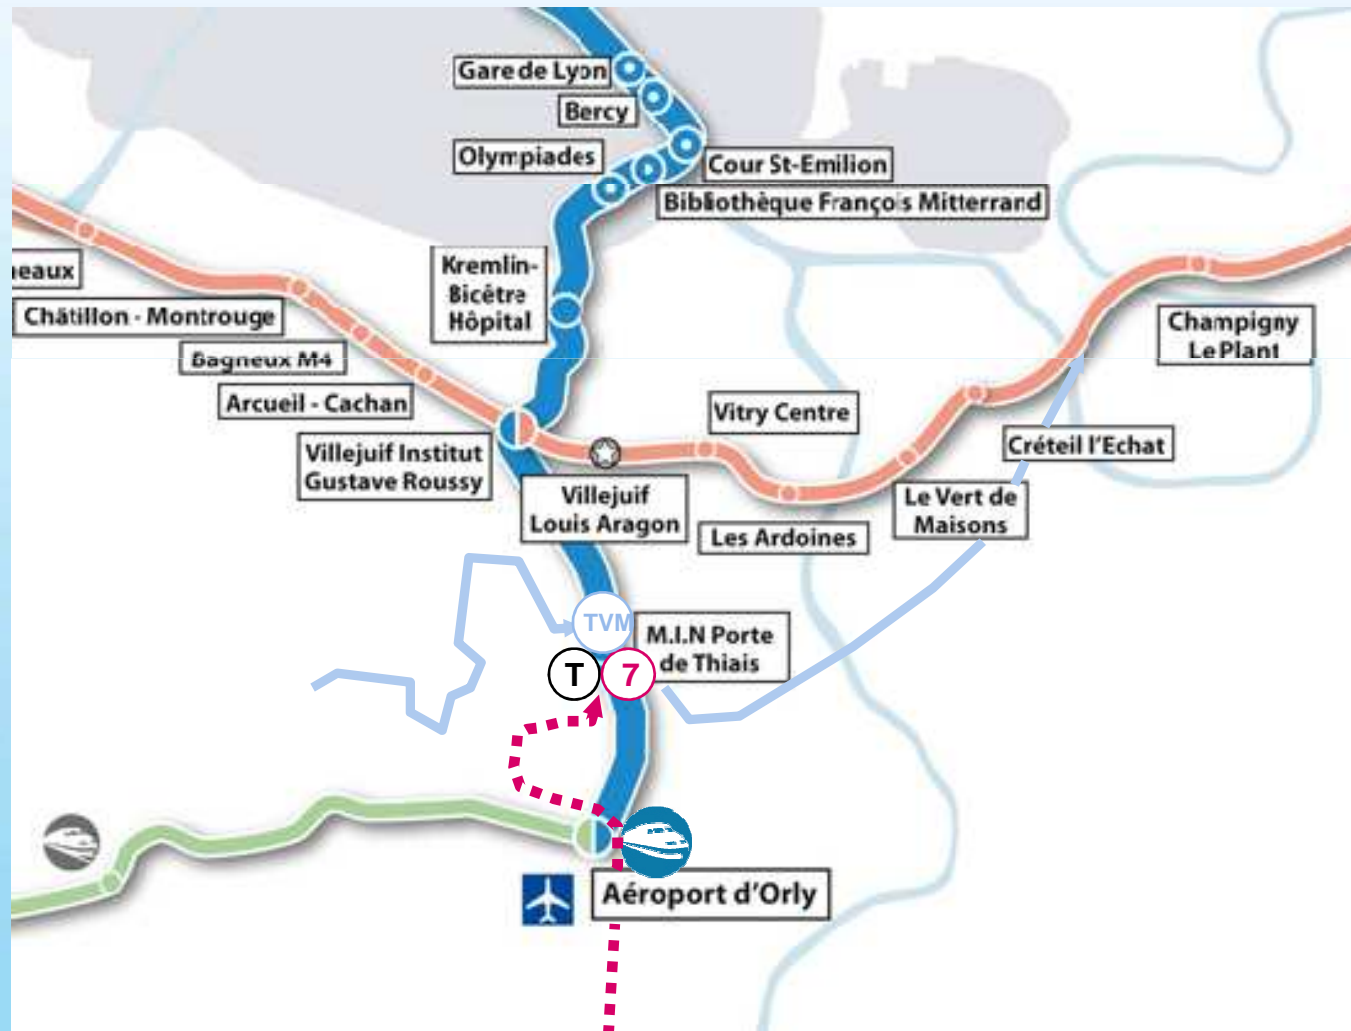 Gare de Lyon
Bercy
Olympiades
Cour St-Emilion
Bibliothèque François Mitterrand
Kremlin-
Bicêtre
Hôpital
eaux
Châtillon - Montrouge
Bagneux M4
Arcueil - Cachan
Villejuif Institut
Gustave Roussy
Villejuif
Louis Aragon
Vitry Centre
Les Ardoines
Le Vert de
Maisons
Créteil l'Echat
Champigny
Le Plant
TVM
M.I.N Porte
de Thiais
T 7
Aéroport d'Orly